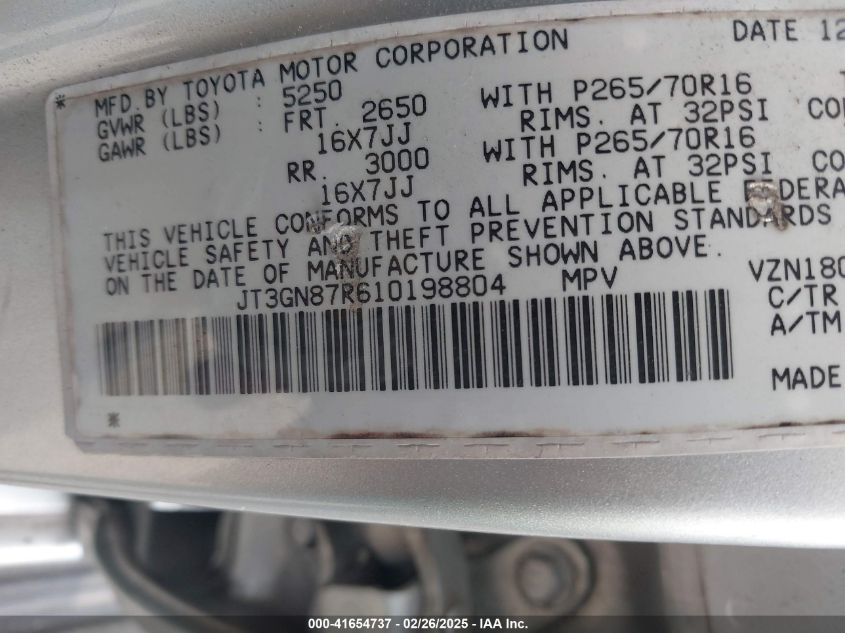 MFD.BY TOYOTA MOTOR CORPORATION DATE 12
GVWR (LBS) : 5250
GAWR (LBS) : FRT. 2650 WITH P265/70R16
16X7JJ RIMS. AT 32PSI
RR. 3000 WITH P265/70R16
16X7JJ RIMS. AT 32PSI
THIS VEHICLE CONFORMS TO ALL APPLICABLE FEDERA
VEHICLE SAFETY AND THEFT PREVENTION STANDARDS
ON THE DATE OF MANUFACTURE SHOWN ABOVE.
JT3GN87R610198804 MPV VZN180
C/TR
A/TM
MADE
*
*
000-41654737 - 02/26/2025 - IAA Inc.